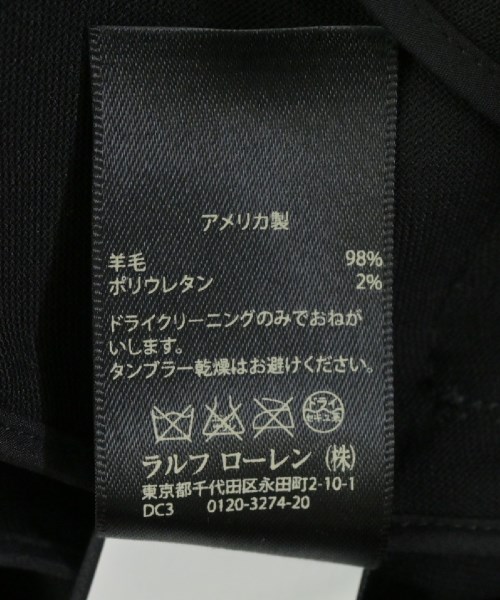 アメリカ製
羊毛 98%
ポリウレタン 2%
ドライクリーニングのみでおねが
いします。
タンブラー乾燥はお避けください。
ドライ
ラルフ ローレン (株)
東京都千代田区永田町2-10-1
DC3 0120-3274-20